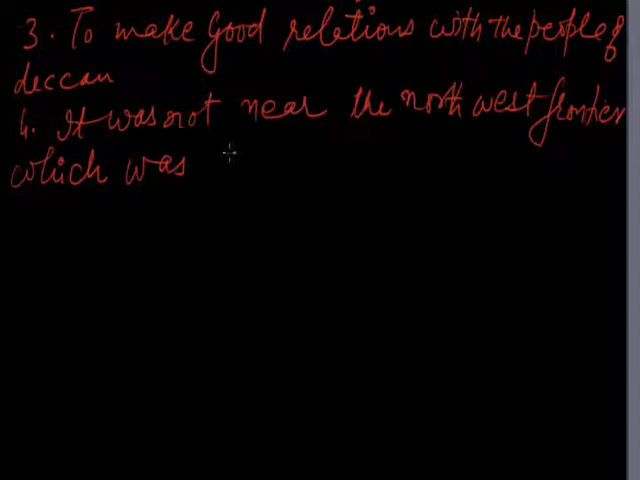 3. To make Good relations with the people of
deccan
4. It was not near the north west frontier
which was